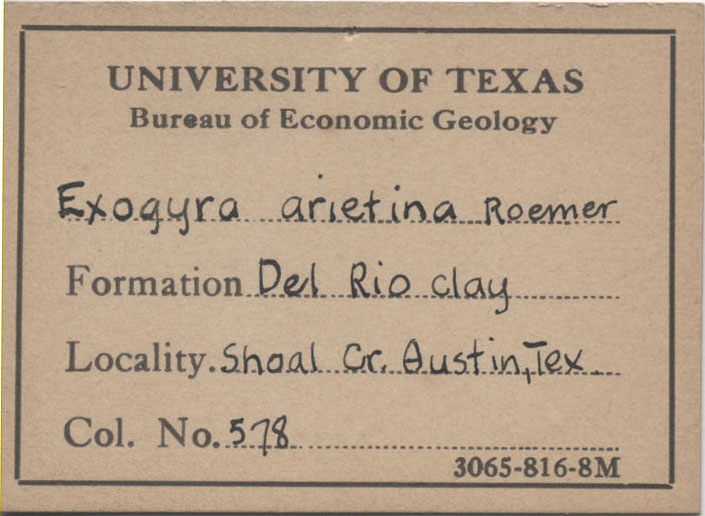 UNIVERSITY OF TEXAS
Bureau of Economic Geology
Exogyra arietina Roemer
Formation Del Rio clay
Locality. Shoal Cr. Austin, Tex.
Col. No. 578
3065-816-8M